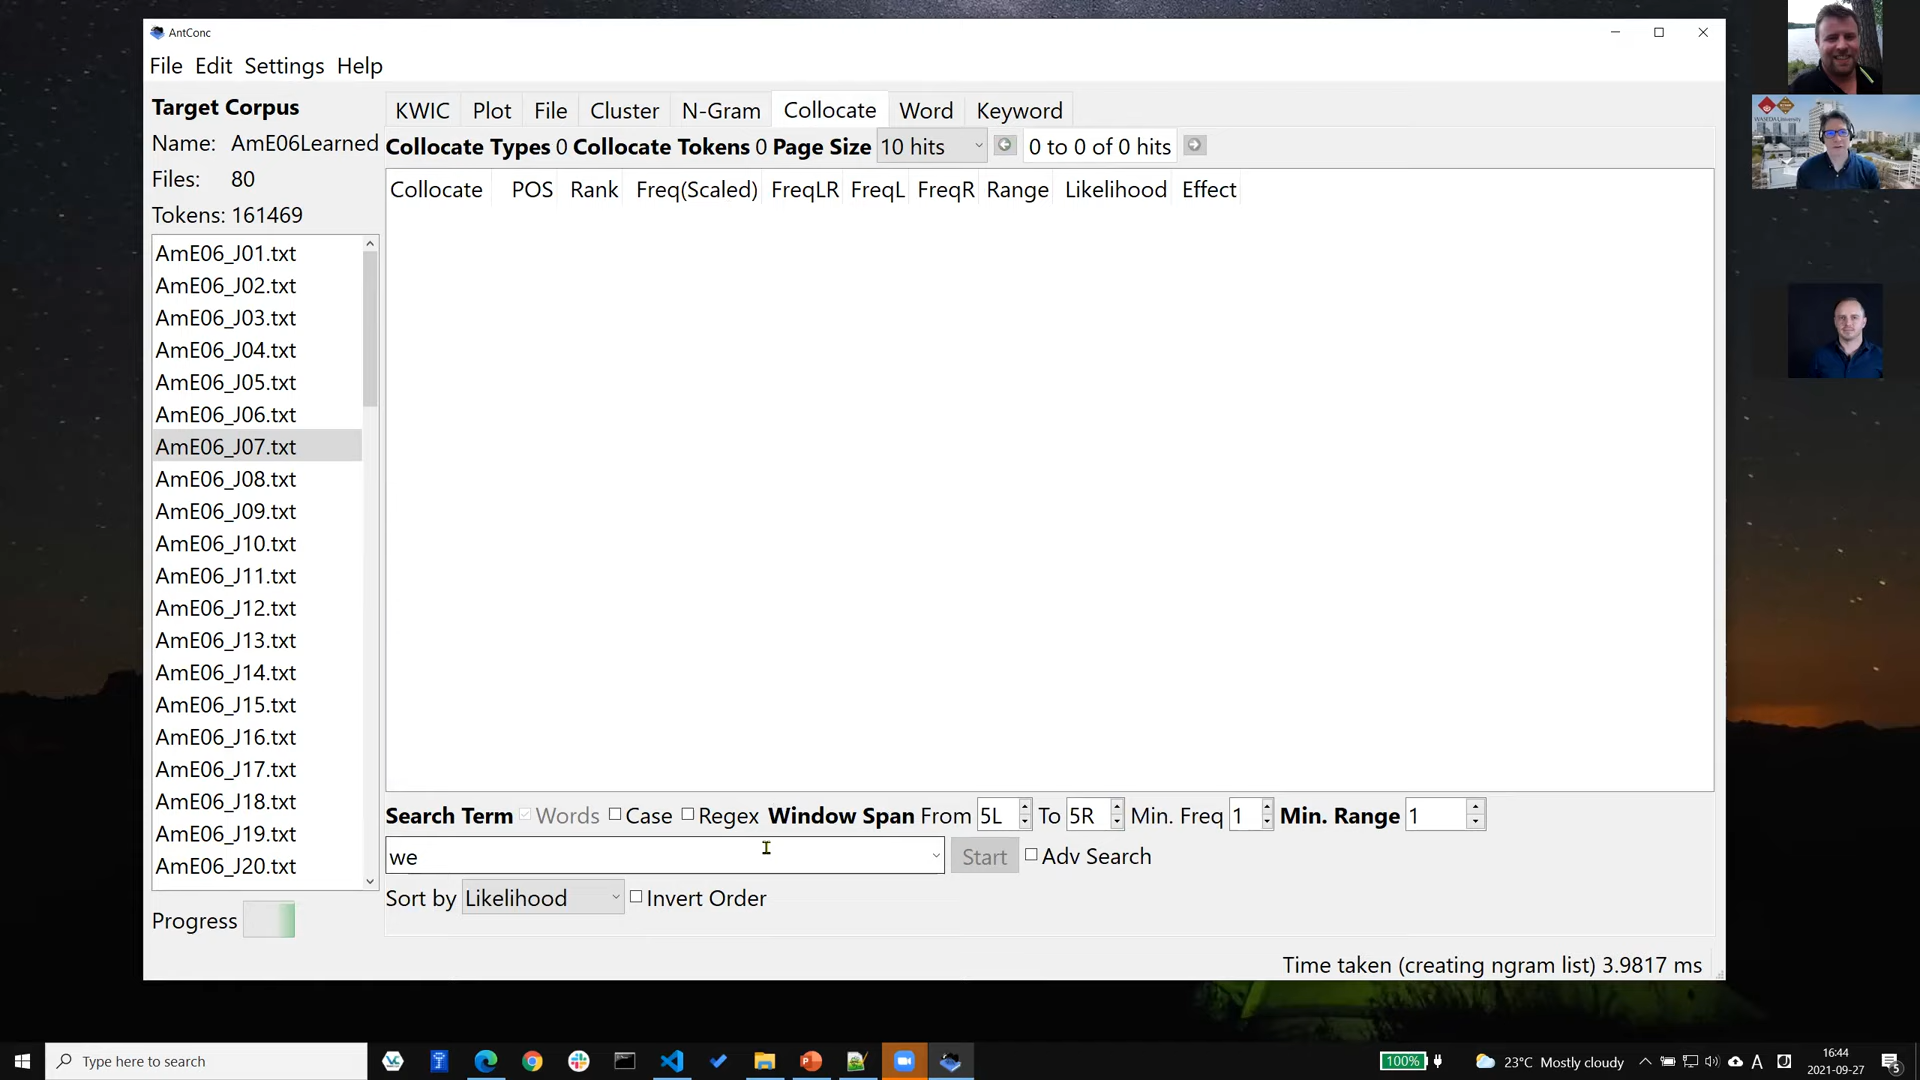 AntConc
File Edit Settings Help
Target Corpus
Name: AmE06Learned
Files: 80
Tokens: 161469
AmE06_J01.txt
AmE06_J02.txt
AmE06_J03.txt
AmE06_J04.txt
AmE06_J05.txt
AmE06_J06.txt
AmE06_J07.txt
AmE06_J08.txt
AmE06_J09.txt
AmE06_J10.txt
AmE06_J11.txt
AmE06_J12.txt
AmE06_J13.txt
AmE06_J14.txt
AmE06_J15.txt
AmE06_J16.txt
AmE06_J17.txt
AmE06_J18.txt
AmE06_J19.txt
AmE06_J20.txt
Progress
KWIC Plot File Cluster N-Gram Collocate Word Keyword
Collocate Types 0 Collocate Tokens 0 Page Size 10 hits 0 to 0 of 0 hits
Collocate POS Rank Freq(Scaled) FreqLR FreqL FreqR Range Likelihood Effect
Search Term Words Case Regex Window Span From 5L To 5R Min. Freq 1 Min. Range 1
we Start Adv Search
Sort by Likelihood Invert Order
Time taken (creating ngram list) 3.9817 ms
WASEDA University
Type here to search
100% 23°C Mostly cloudy A 16:44
2021-09-27 5